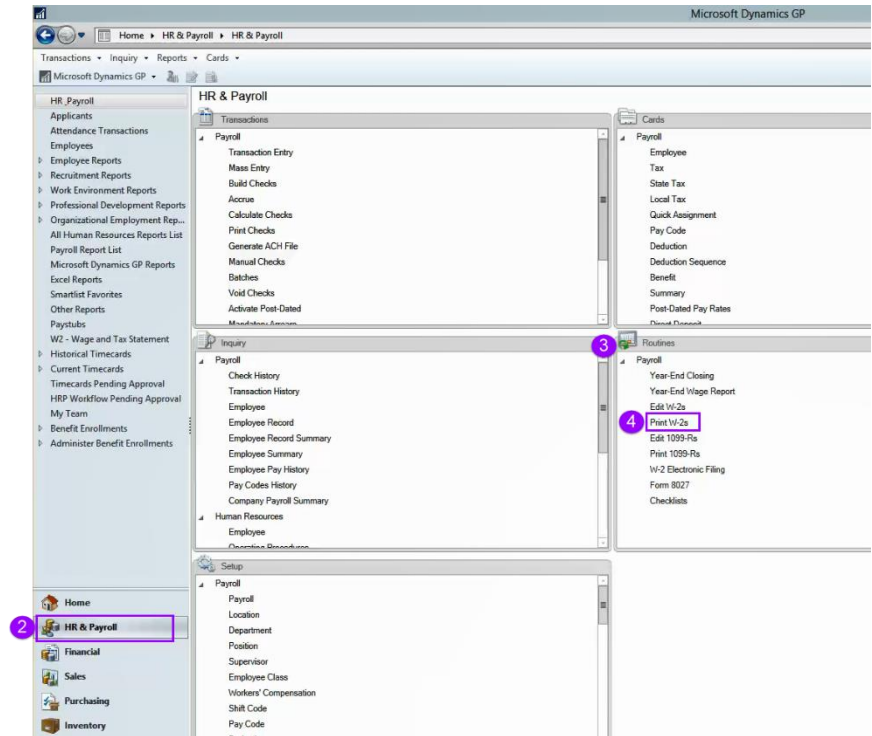 Microsoft Dynamics GP
Home HR & Payroll HR & Payroll
Transactions Inquiry Reports Cards
Microsoft Dynamics GP
HR_Payroll
Applicants
Attendance Transactions
Employees
Employee Reports
Recruitment Reports
Work Environment Reports
Professional Development Reports
Organizational Employment Rep...
All Human Resources Reports List
Payroll Report List
Microsoft Dynamics GP Reports
Excel Reports
Smartlist Favorites
Other Reports
Paystubs
W2 - Wage and Tax Statement
Historical Timecards
Current Timecards
Timecards Pending Approval
HRP Workflow Pending Approval
My Team
Benefit Enrollments
Administer Benefit Enrollments
Home
2 HR & Payroll
Financial
Sales
Purchasing
Inventory
HR & Payroll
Transactions
Payroll
Transaction Entry
Mass Entry
Build Checks
Accrue
Calculate Checks
Print Checks
Generate ACH File
Manual Checks
Batches
Void Checks
Activate Post-Dated
Mandatory Arrears
Inquiry
Payroll
Check History
Transaction History
Employee
Employee Record
Employee Record Summary
Employee Summary
Employee Pay History
Pay Codes History
Company Payroll Summary
Human Resources
Employee
Operating Procedures
Setup
Payroll
Payroll
Location
Department
Position
Supervisor
Employee Class
Workers' Compensation
Shift Code
Pay Code
Cards
Payroll
Employee
Tax
State Tax
Local Tax
Quick Assignment
Pay Code
Deduction
Deduction Sequence
Benefit
Summary
Post-Dated Pay Rates
Direct Deposit
3 Routines
Payroll
Year-End Closing
Year-End Wage Report
Edit W-2s
4 Print W-2s
Edit 1099-Rs
Print 1099-Rs
W-2 Electronic Filing
Form 8027
Checklists